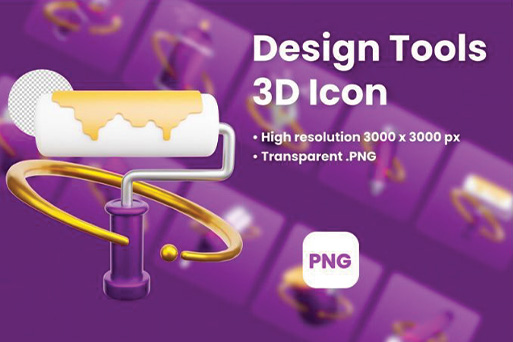 Design Tools
3D Icon
• High resolution 3000 x 3000 px
• Transparent .PNG
PNG